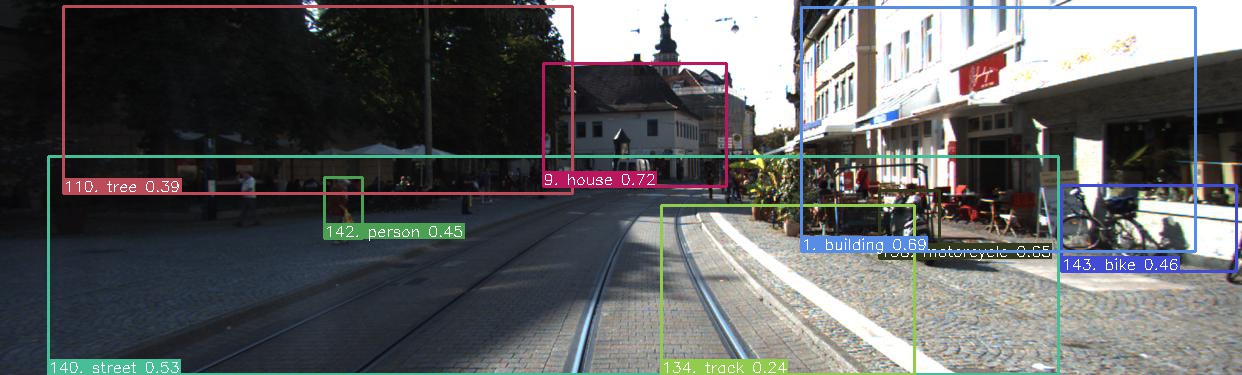 110. tree 0.39
9. house 0.72
142. person 0.45
1. building 0.69
motorcycle 0.65
143. bike 0.46
140. street 0.53
134. track 0.24